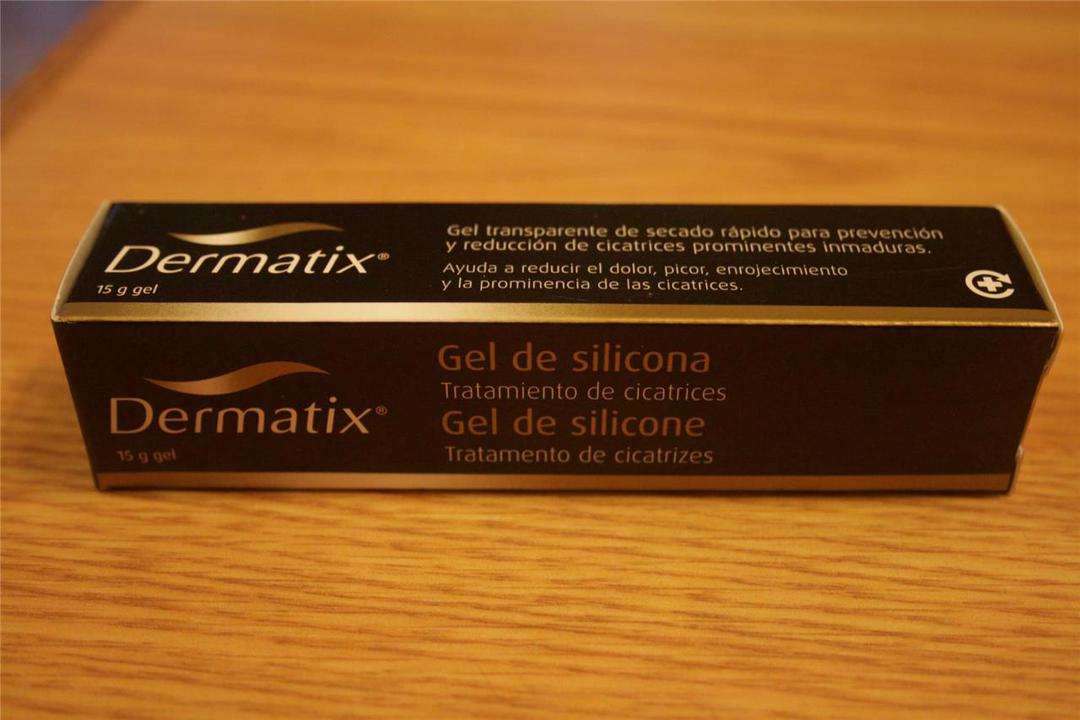 Dermatix®
15 g gel
Gel transparente de secado rápido para prevención
y reducción de cicatrices prominentes inmaduras.
Ayuda a reducir el dolor, picor, enrojecimiento
y la prominencia de las cicatrices.
Dermatix®
15 g gel
Gel de silicona
Tratamiento de cicatrices
Gel de silicone
Tratamento de cicatrizes